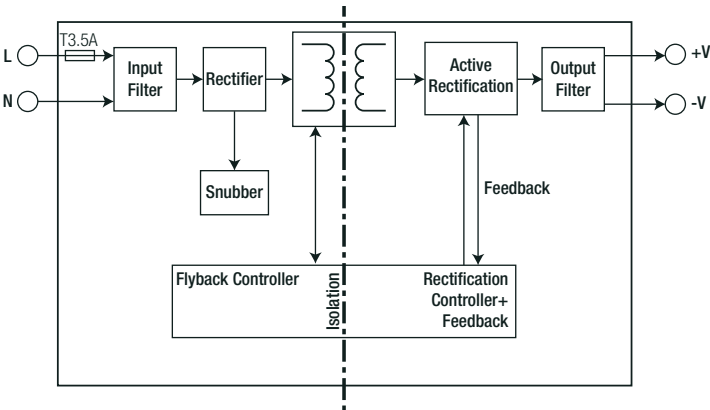 T3.5A
L
N
Input
Filter
Rectifier
Active
Rectification
Output
Filter
+V
-V
Snubber
Feedback
Flyback Controller
Isolation
Rectification
Controller+
Feedback